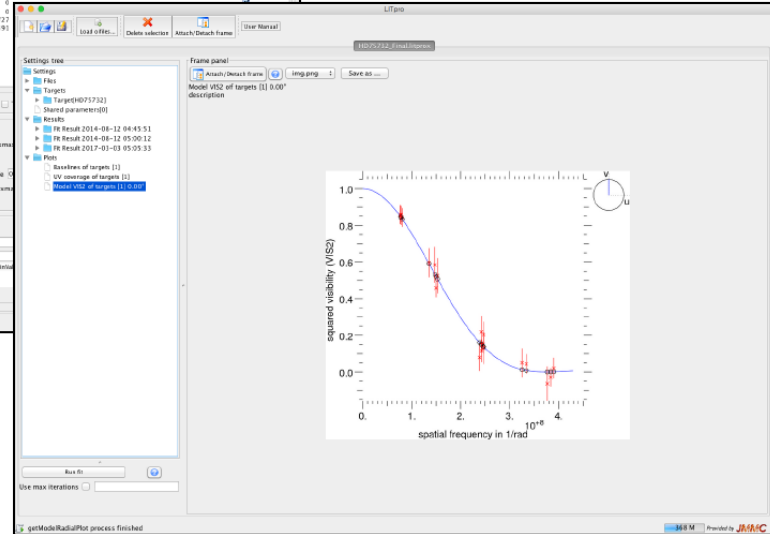 LITpro
Load oifiles... Delete selection Attach/Detach frame User Manual
HD75732_Final.litprox
Settings tree
Settings
Files
Targets
Target[HD75732]
Shared parameters[0]
Results
Fit Result 2014-08-12 04:45:51
Fit Result 2014-08-12 05:00:12
Fit Result 2017-03-03 05:05:33
Plots
Baselines of targets [1]
UV coverage of targets [1]
Model VIS2 of targets [1] 0.00°
Run fit
Use max iterations
Frame panel
Attach/Detach frame img.png Save as ...
Model VIS2 of targets [1] 0.00°
description
v
u
squared visibility (VIS2)
1.0
0.8
0.6
0.4
0.2
0.0
0. 1. 2. 3. 4.
10⁺⁸
spatial frequency in 1/rad
getModelRadialPlot process finished
368 M Provided by JMMC